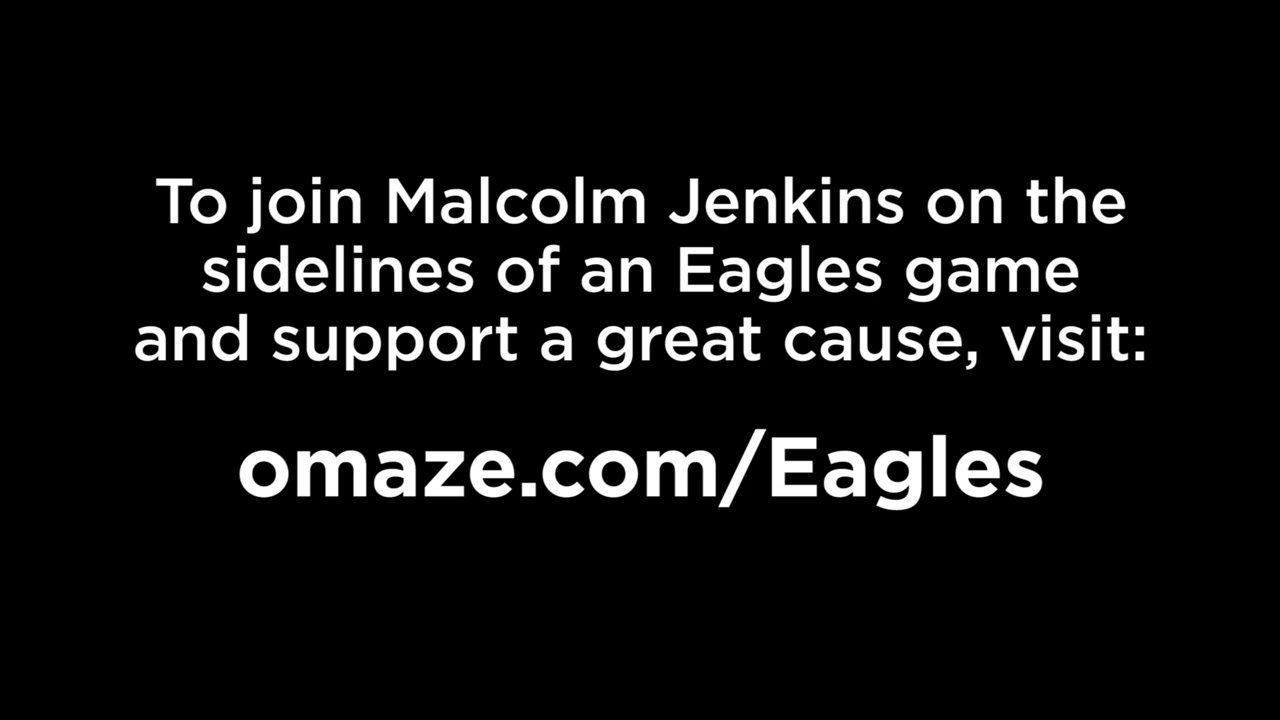 To join Malcolm Jenkins on the
sidelines of an Eagles game
and support a great cause, visit:
omaze.com/Eagles